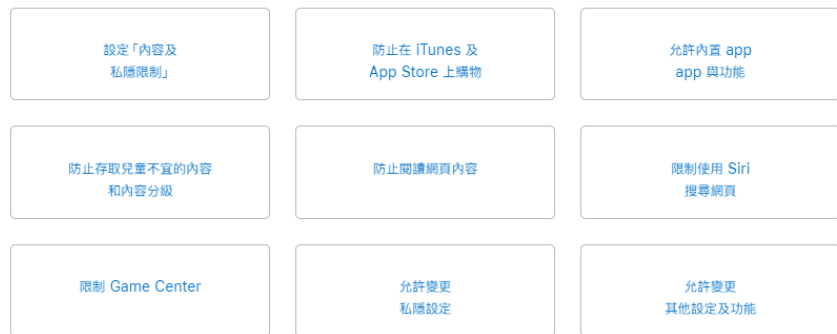 設定「內容及
私隱限制」
防止在 iTunes 及
App Store 上購物
允許內置 app
app 與功能
防止存取兒童不宜的內容
和內容分級
防止閱讀網頁內容
限制使用 Siri
搜尋網頁
限制 Game Center
允許變更
私隱設定
允許變更
其他設定及功能